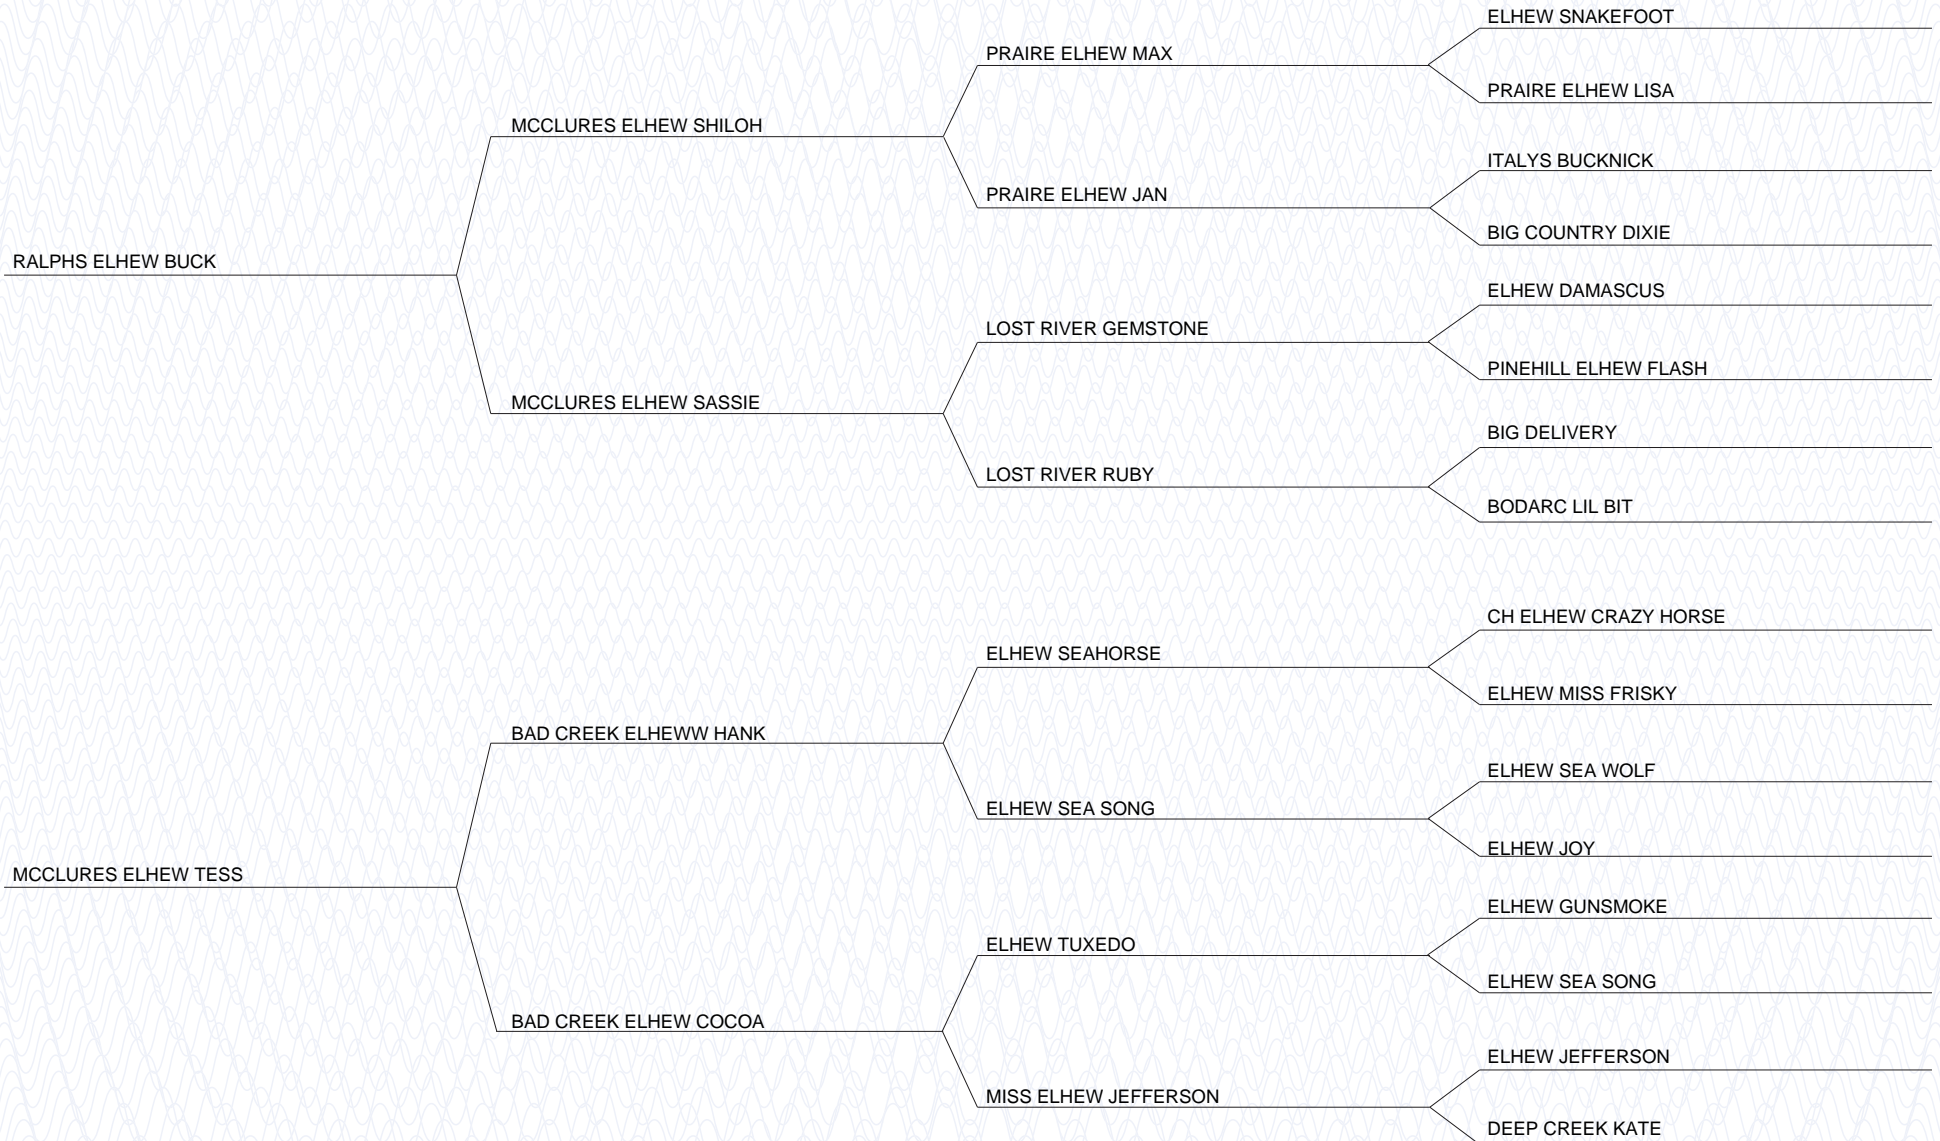 ELHEW SNAKEFOOT
PRAIRE ELHEW MAX
PRAIRE ELHEW LISA
MCCLURES ELHEW SHILOH
ITALYS BUCKNICK
PRAIRE ELHEW JAN
BIG COUNTRY DIXIE
RALPHS ELHEW BUCK
ELHEW DAMASCUS
LOST RIVER GEMSTONE
PINEHILL ELHEW FLASH
MCCLURES ELHEW SASSIE
BIG DELIVERY
LOST RIVER RUBY
BODARC LIL BIT
CH ELHEW CRAZY HORSE
ELHEW SEAHORSE
ELHEW MISS FRISKY
BAD CREEK ELHEWW HANK
ELHEW SEA WOLF
ELHEW SEA SONG
ELHEW JOY
MCCLURES ELHEW TESS
ELHEW GUNSMOKE
ELHEW TUXEDO
ELHEW SEA SONG
BAD CREEK ELHEW COCOA
ELHEW JEFFERSON
MISS ELHEW JEFFERSON
DEEP CREEK KATE